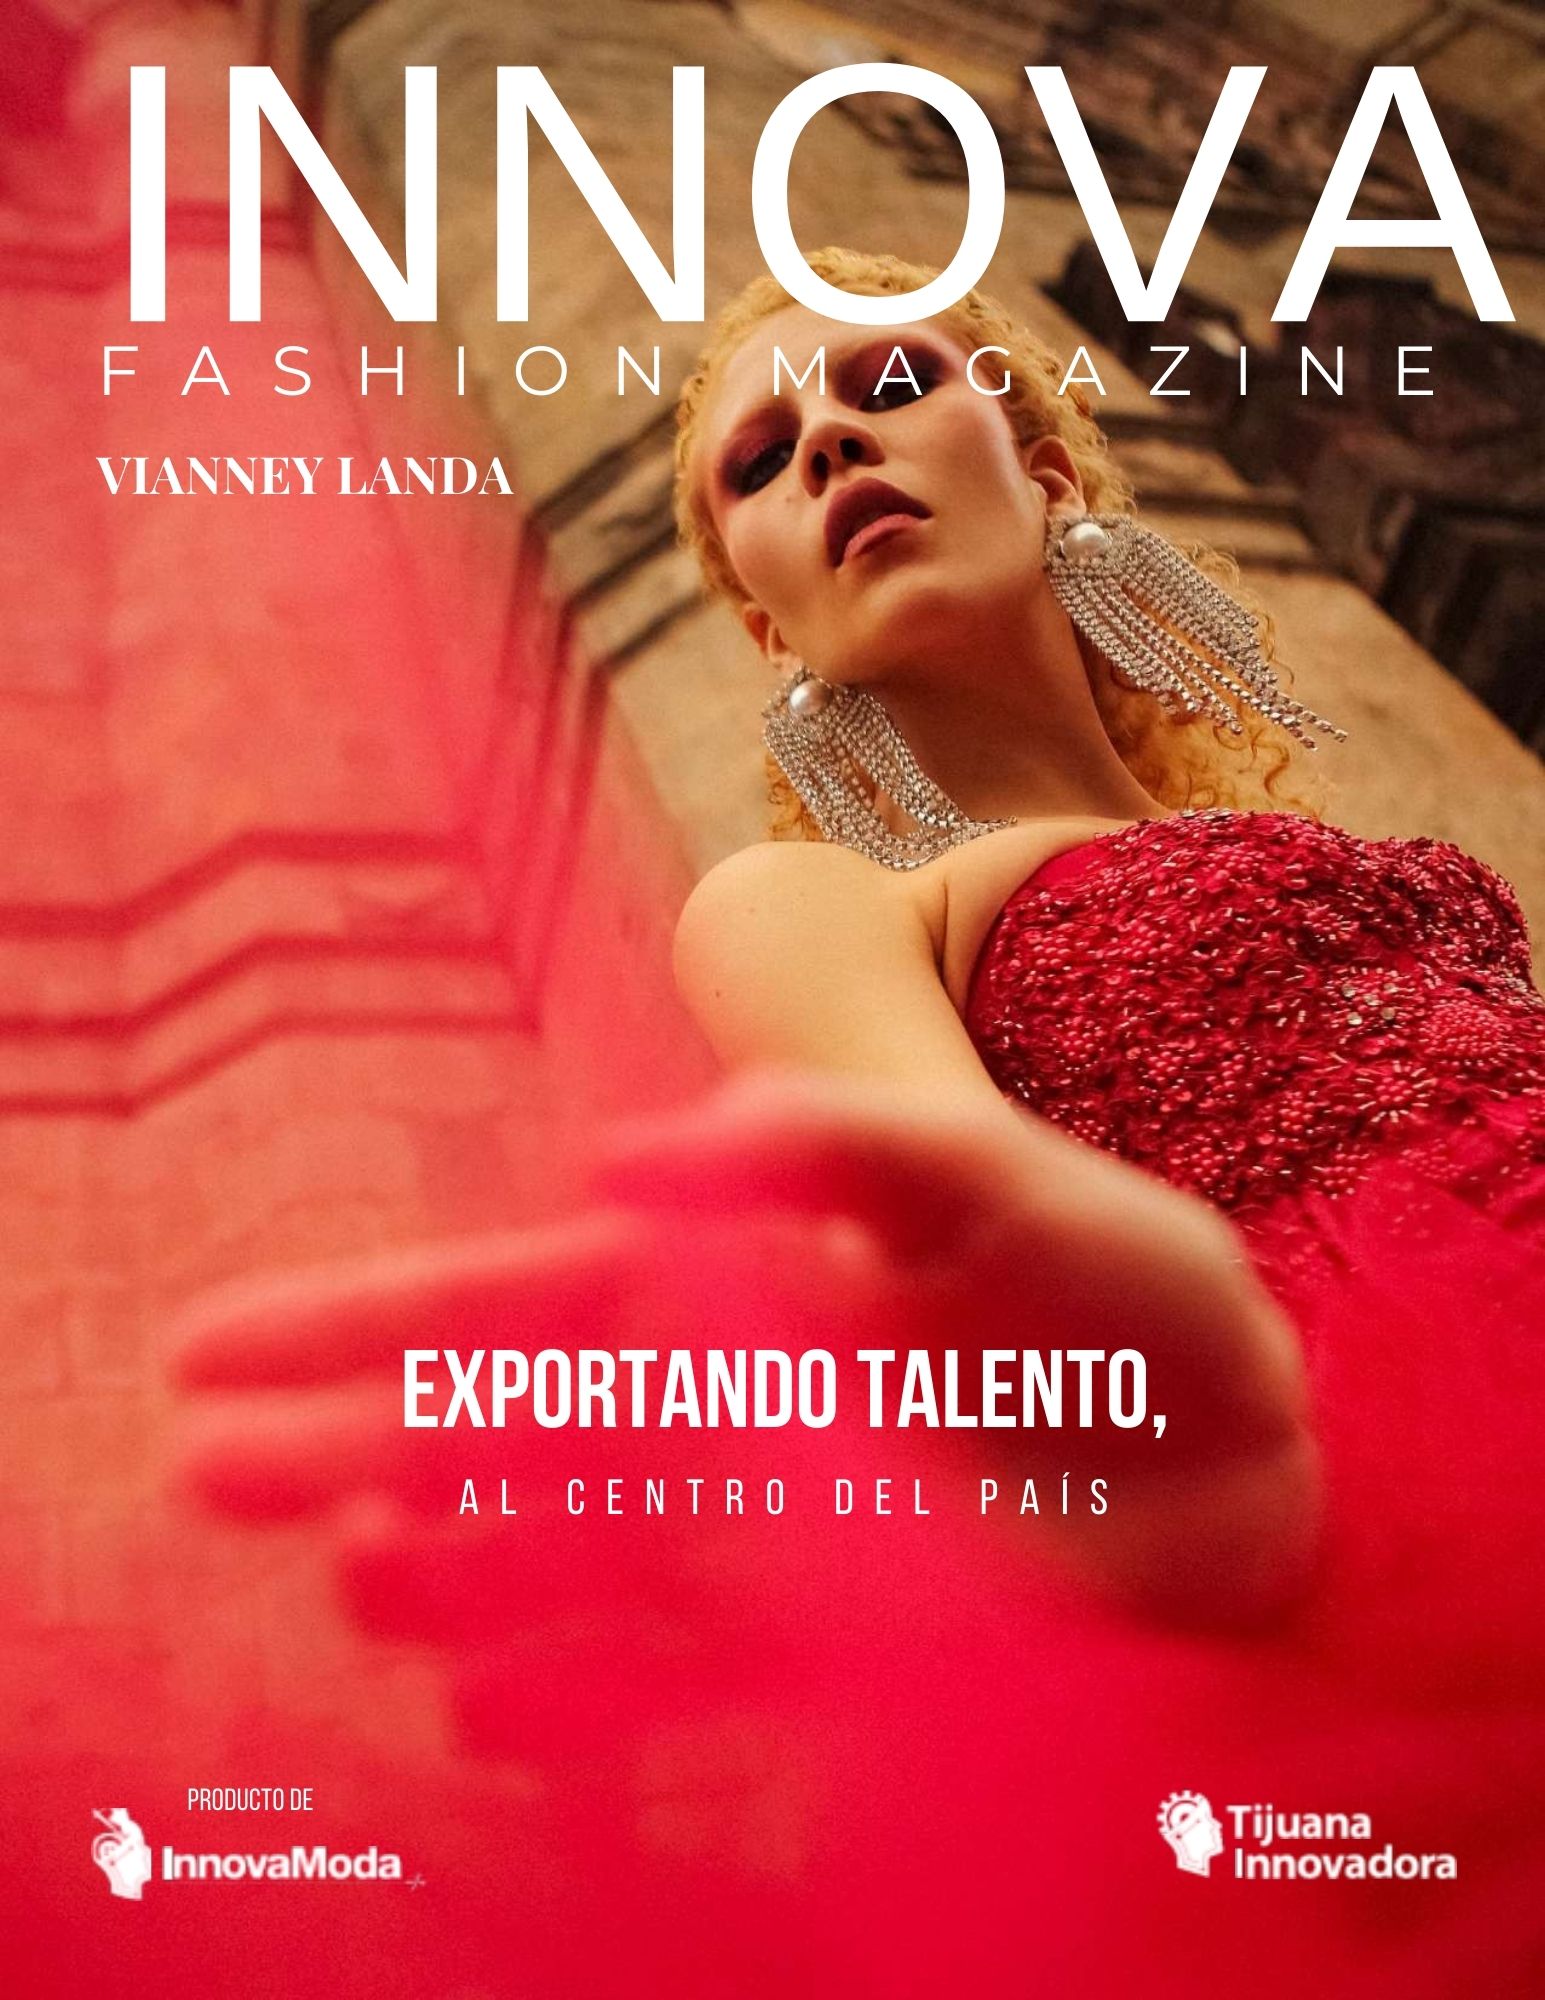 INNOVA
FASHION MAGAZINE
VIANNEY LANDA
EXPORTANDO TALENTO,
AL CENTRO DEL PAÍS
PRODUCTO DE
InnovaModa
Tijuana
Innovadora